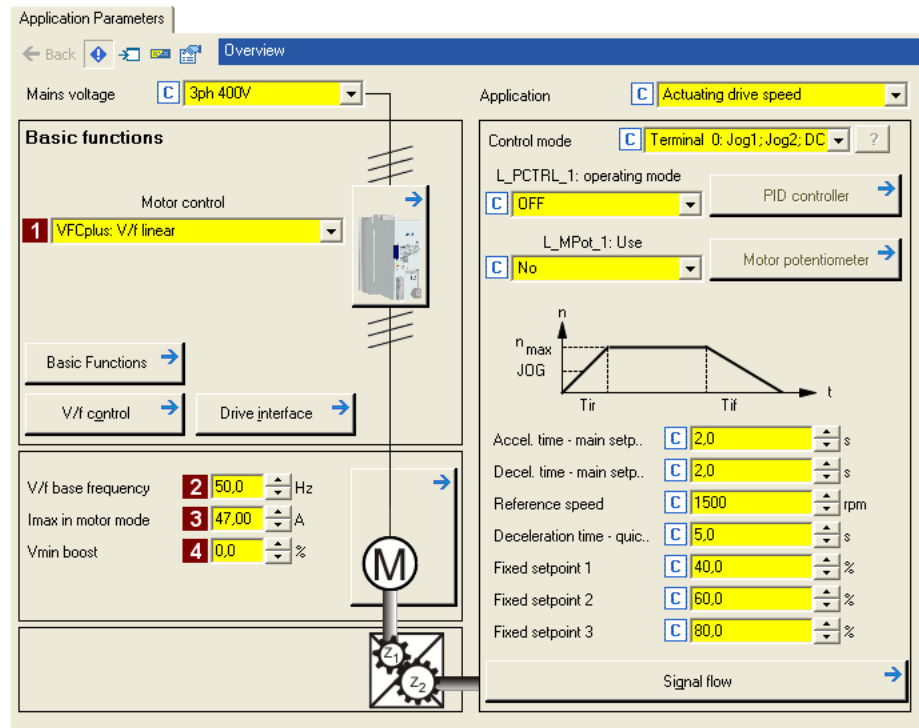 Application Parameters
Back
Overview
Mains voltage C 3ph 400V
Application C Actuating drive speed
Basic functions
Motor control
1 VFCplus: V/f linear
Basic Functions
V/f control
Drive interface
V/f base frequency 2 50,0 Hz
Imax in motor mode 3 47,00 A
Vmin boost 4 0,0 %
M
Z1
Z2
Control mode C Terminal 0: Jog1; Jog2; DC ?
L_PCTRL_1: operating mode
C OFF
PID controller
L_MPot_1: Use
C No
Motor potentiometer
n
n max
JOG
t
Tir
Tif
Accel. time - main setp.. C 2,0 s
Decel. time - main setp.. C 2,0 s
Reference speed C 1500 rpm
Deceleration time - quic.. C 5,0 s
Fixed setpoint 1 C 40,0 %
Fixed setpoint 2 C 60,0 %
Fixed setpoint 3 C 80,0 %
Signal flow